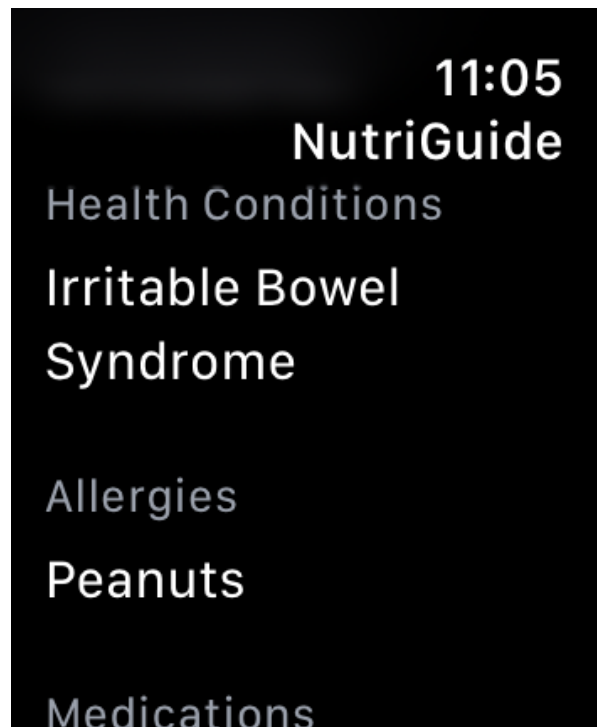 11:05
NutriGuide
Health Conditions
Irritable Bowel
Syndrome
Allergies
Peanuts
Medications